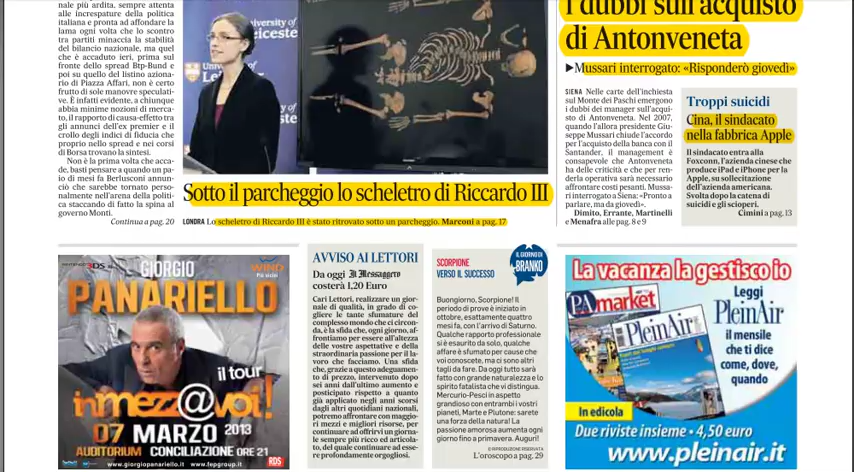 nale più ardita, sempre attenta
ad increspature della politica
italiana e pronta ad affondare la
lama ogni volta che lo scontro
tra partiti minaccia la stabilità
del bilancio nazionale, ma quel
che è accaduto ieri, prima sul
fronte dello spread Btp-Bund e
poi su quello del listino aziona-
rio di Piazza Affari, non è certo
frutto di sole manovre speculati-
ve. È infatti evidente, a chiunque
abbia minime nozioni di merca-
to, il rapporto di causa-effetto tra
gli annunci dell'ex premier e il
crollo degli indici di fiducia che
proprio nello spread e nei corsi
di Borsa trovano la sintesi.
Non è la prima volta che acca-
de, basti pensare a quando un pa-
io di mesi fa Berlusconi annun-
ciò che sarebbe tornato perso-
nalmente nell'arena della politi-
ca staccando di fatto la spina al
governo Monti.
Continua a pag. 20
University of
Leicester
Sotto il parcheggio lo scheletro di Riccardo III
LONDRA Lo scheletro di Riccardo III è stato ritrovato sotto un parcheggio. Marconi a pag. 17
I dubbi sull'acquisto
di Antonveneta
►Mussari interrogato: «Risponderò giovedì»
SIENA Nelle carte dell'inchiesta
sul Monte dei Paschi emergono
i dubbi dei manager sull'acqui-
sto di Antonveneta. Nel 2007,
quando l'allora presidente Giu-
seppe Mussari chiude l'accordo
per l'acquisto della banca con il
Santander, il management è
consapevole che Antonveneta
ha delle criticità e che per ren-
derla operativa sarà necessario
affrontare costi pesanti. Mussa-
ri interrogato a Siena: «Pronto a
parlare, ma da giovedì».
Dimito, Errante, Martinelli
e Menafra alle pag. 8 e 9
Troppi suicidi
Cina, il sindacato
nella fabbrica Apple
Il sindacato entra alla
Foxconn, l'azienda cinese che
produce iPad e iPhone per la
Apple, su sollecitazione
dell'azienda americana.
Svolta dopo la catena di
suicidi e gli scioperi.
Cimini a pag. 13
NINTENDO 3DS
GIORGIO
WIND
Più vicini
PANARIELLO
il tour
inmezz@voi!
07 MARZO 2013
AUDITORIUM CONCILIAZIONE ORE 21
www.giorgiopanariello.it www.fepgroup.it
RDS
AVVISO AI LETTORI
Da oggi Il Messaggero
costerà 1,20 Euro
Cari Lettori, realizzare un gior-
nale di qualità, in grado di co-
gliere le tante sfumature del
complesso mondo che ci circon-
da, è la sfida che, ogni giorno, af-
frontiamo per essere all'altezza
delle vostre aspettative e della
straordinaria passione per il la-
voro che facciamo. Una sfida
che, grazie a questo adeguamento
di prezzo, intervenuto dopo
sei anni dall'ultimo aumento e
posticipato rispetto a quanto
già applicato negli anni scorsi
dagli altri quotidiani nazionali,
potremo affrontare con maggio-
ri mezzi e migliori risorse, per
continuare ad offrirvi un giorna-
le sempre più ricco ed articola-
to, del quale continuare ad esse-
re profondamente orgogliosi.
SCORPIONE
VERSO IL SUCCESSO
IL GIORNO DI
BRANKO
Buongiorno, Scorpione! Il
periodo di prove è iniziato in
ottobre, esattamente quattro
mesi fa, con l'arrivo di Saturno.
Qualche rapporto professionale
si è esaurito da solo, qualche
affare è sfumato per cause che
voi conoscete, ma ci sono altri
tagli da fare. Da oggi tutto sarà
fatto con grande naturalezza e lo
spirito fatalistico che vi distingue.
Mercurio-Pesci in aspetto
grandioso con entrambi i vostri
pianeti, Marte e Plutone: sarete
una forza della natura! La
passione amorosa aumenta ogni
giorno fino a primavera. Auguri!
© RIPRODUZIONE RISERVATA
L'oroscopo a pag. 29
La vacanza la gestisco io
PA market
PleinAir
Leggi
PleinAir
il mensile
che ti dice
come, dove,
quando
In edicola
Due riviste insieme • 4,50 euro
www.pleinair.it